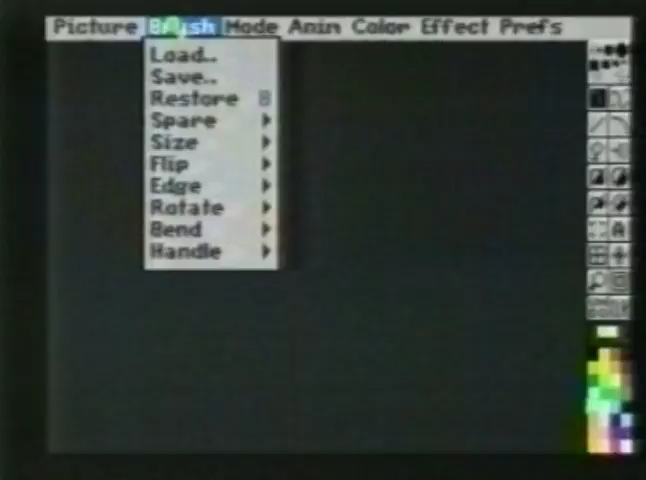 Picture Brush Mode Anim Color Effect Prefs
Load..
Save..
Restore B
Spare
Size
Flip
Edge
Rotate
Bend
Handle
A